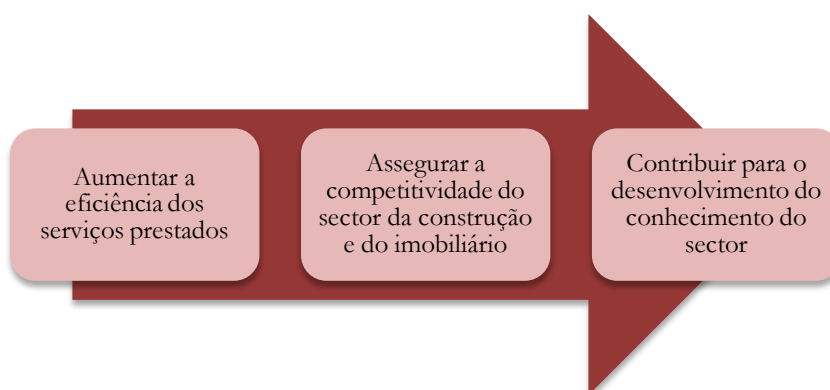 Aumentar a
eficiência dos
serviços prestados
Assegurar a
competitividade do
sector da construção
e do imobiliário
Contribuir para o
desenvolvimento do
conhecimento do
sector